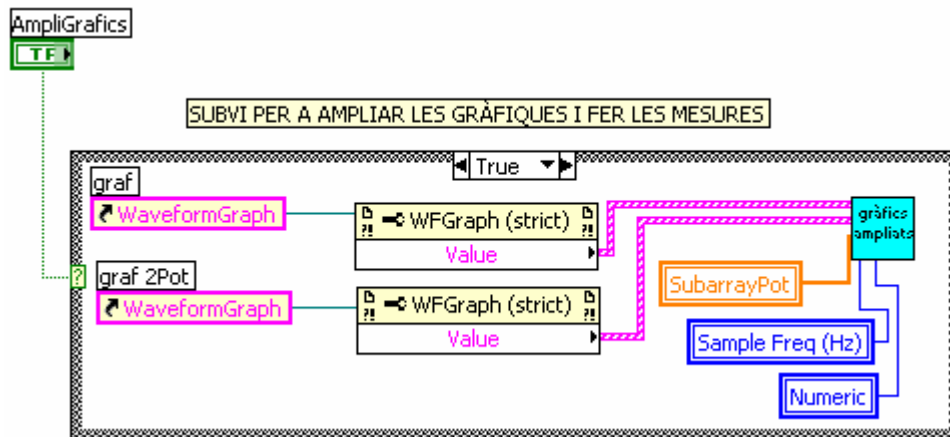 AmpliGrafics
TF
SUBVI PER A AMPLIAR LES GRÀFIQUES I FER LES MESURES
True
graf
WaveformGraph
WFGraph (strict)
Value
gràfics
ampliats
?
graf 2Pot
WaveformGraph
WFGraph (strict)
Value
SubarrayPot
Sample Freq (Hz)
Numeric